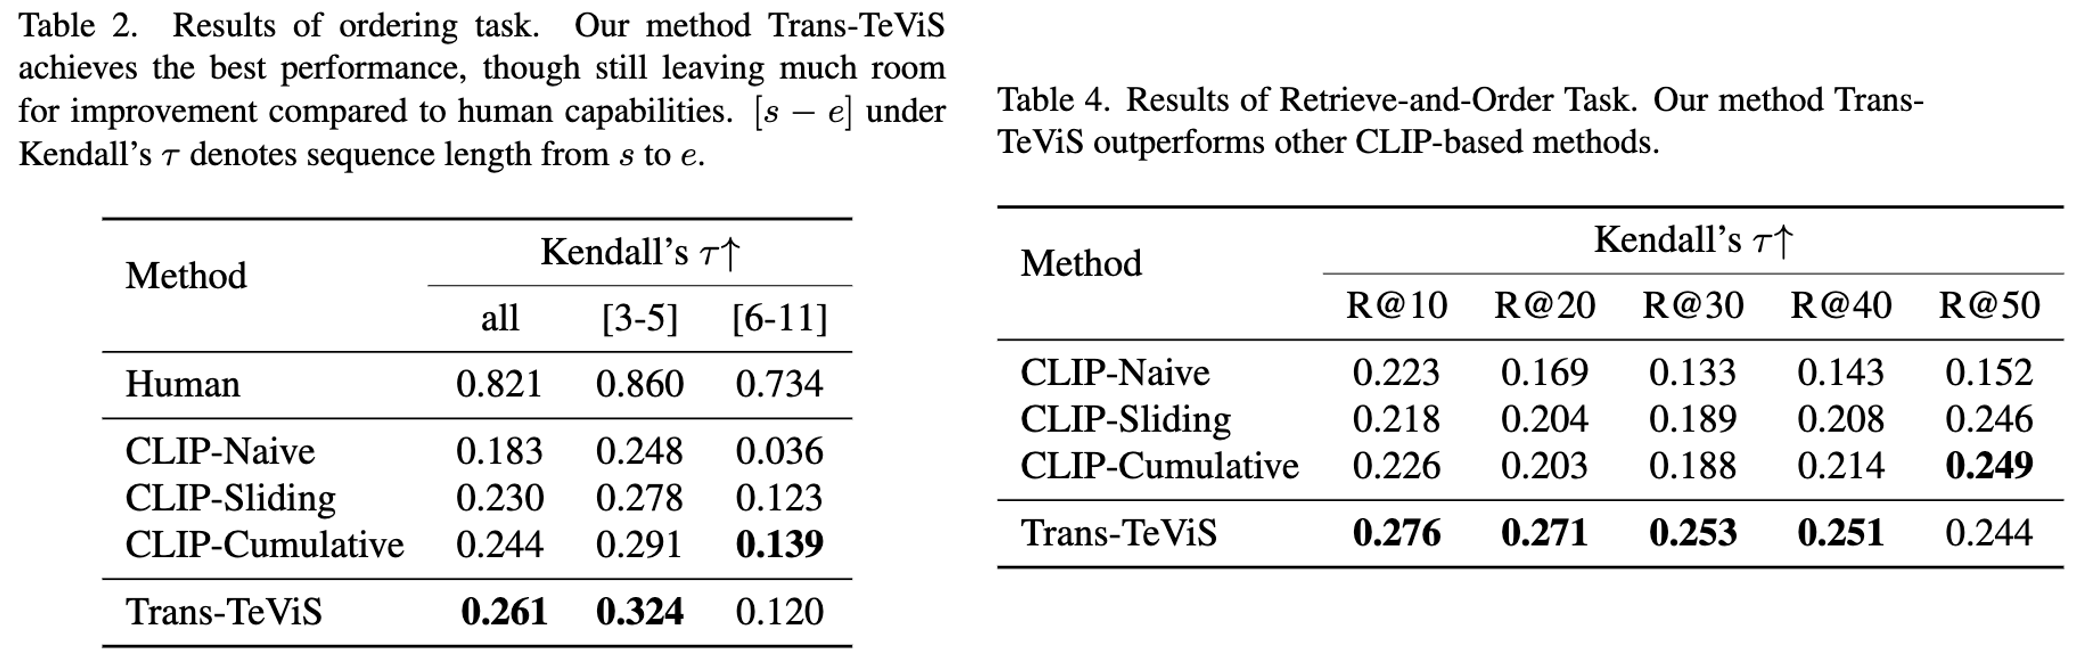 Table 2. Results of ordering task. Our method Trans-TeViS
achieves the best performance, though still leaving much room
for improvement compared to human capabilities. [s − e] under
Kendall's τ denotes sequence length from s to e.
Method Kendall's τ↑
all [3-5] [6-11]
Human 0.821 0.860 0.734
CLIP-Naive 0.183 0.248 0.036
CLIP-Sliding 0.230 0.278 0.123
CLIP-Cumulative 0.244 0.291 0.139
Trans-TeViS 0.261 0.324 0.120
Table 4. Results of Retrieve-and-Order Task. Our method Trans-
TeViS outperforms other CLIP-based methods.
Method Kendall's τ↑
R@10 R@20 R@30 R@40 R@50
CLIP-Naive 0.223 0.169 0.133 0.143 0.152
CLIP-Sliding 0.218 0.204 0.189 0.208 0.246
CLIP-Cumulative 0.226 0.203 0.188 0.214 0.249
Trans-TeViS 0.276 0.271 0.253 0.251 0.244